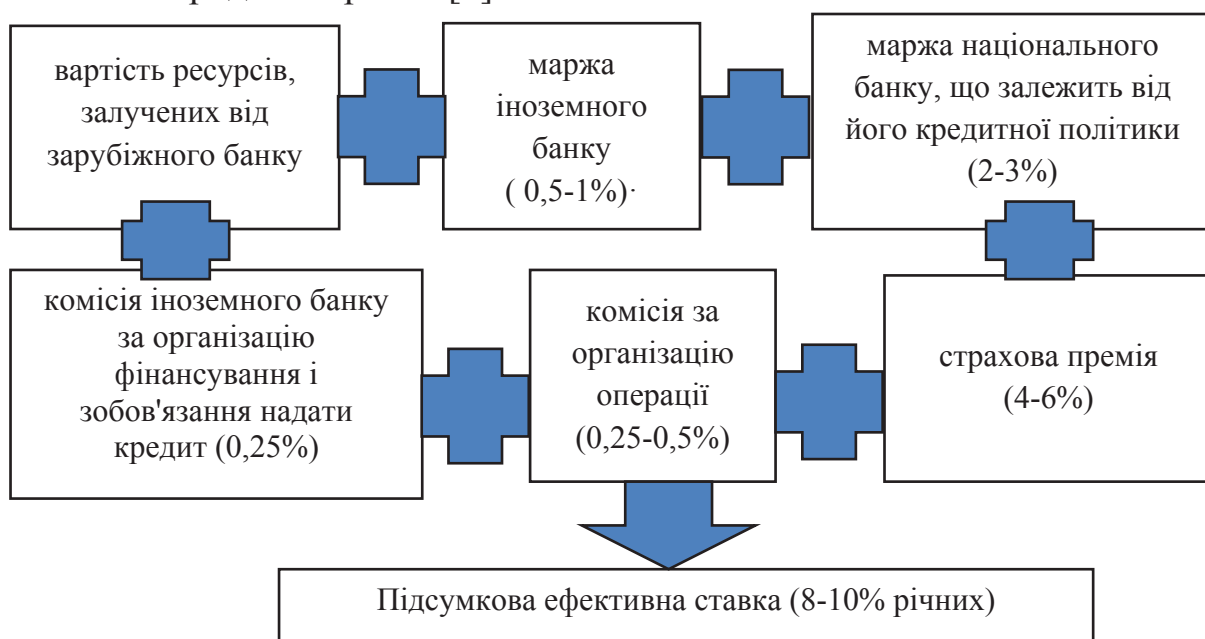 вартість ресурсів,
залучених від
зарубіжного банку
маржа
іноземного
банку
( 0,5-1%)·
маржа національного
банку, що залежить від
його кредитної політики
(2-3%)
комісія іноземного банку
за організацію
фінансування і
зобов'язання надати
кредит (0,25%)
комісія за
організацію
операції
(0,25-0,5%)
страхова премія
(4-6%)
Підсумкова ефективна ставка (8-10% річних)